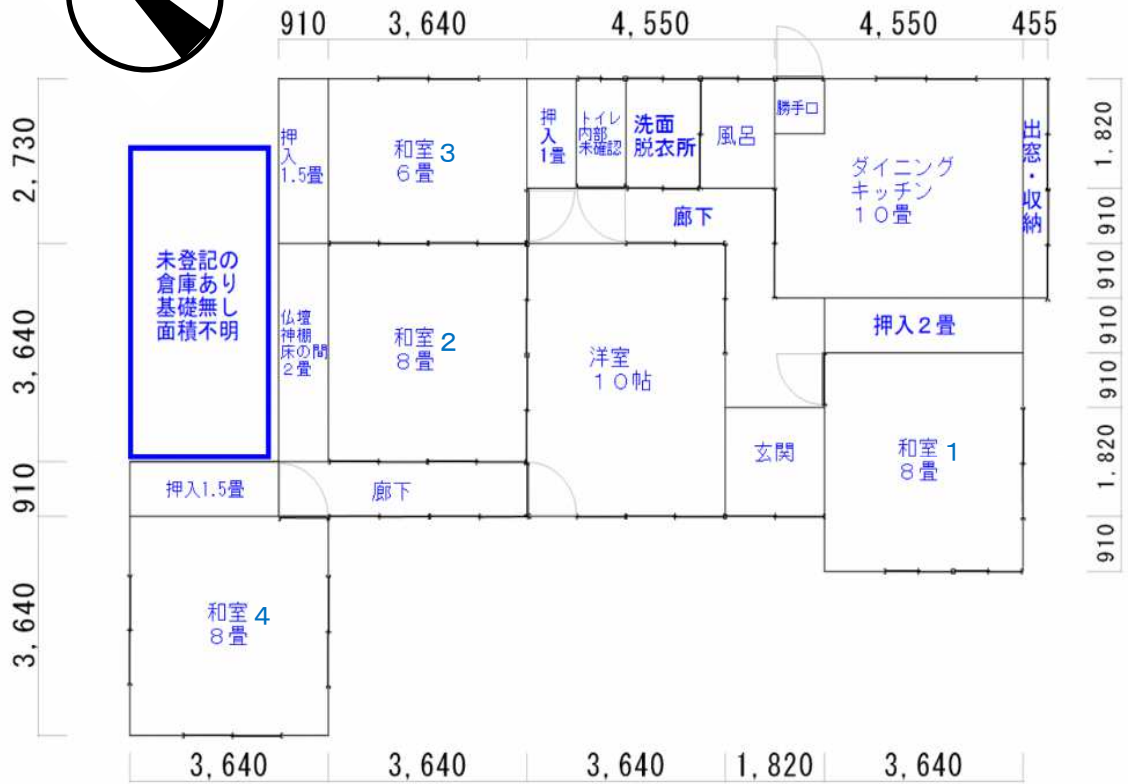 910
3,640
4,550
4,550
455
2,730
3,640
910
3,640
押
入
1.5畳
和室 3
6畳
押
入
1畳
トイレ
内部
未確認
洗面
脱衣所
風呂
勝手口
ダイニング
キッチン
10畳
出窓・収納
1.820
910
910
910
910
1.820
910
廊下
未登記の
倉庫あり
基礎無し
面積不明
仏壇
神棚
床の間
2畳
和室 2
8畳
洋室
10帖
押入2畳
玄関
和室 1
8畳
押入1.5畳
廊下
和室 4
8畳
3,640
3,640
3,640
1,820
3,640